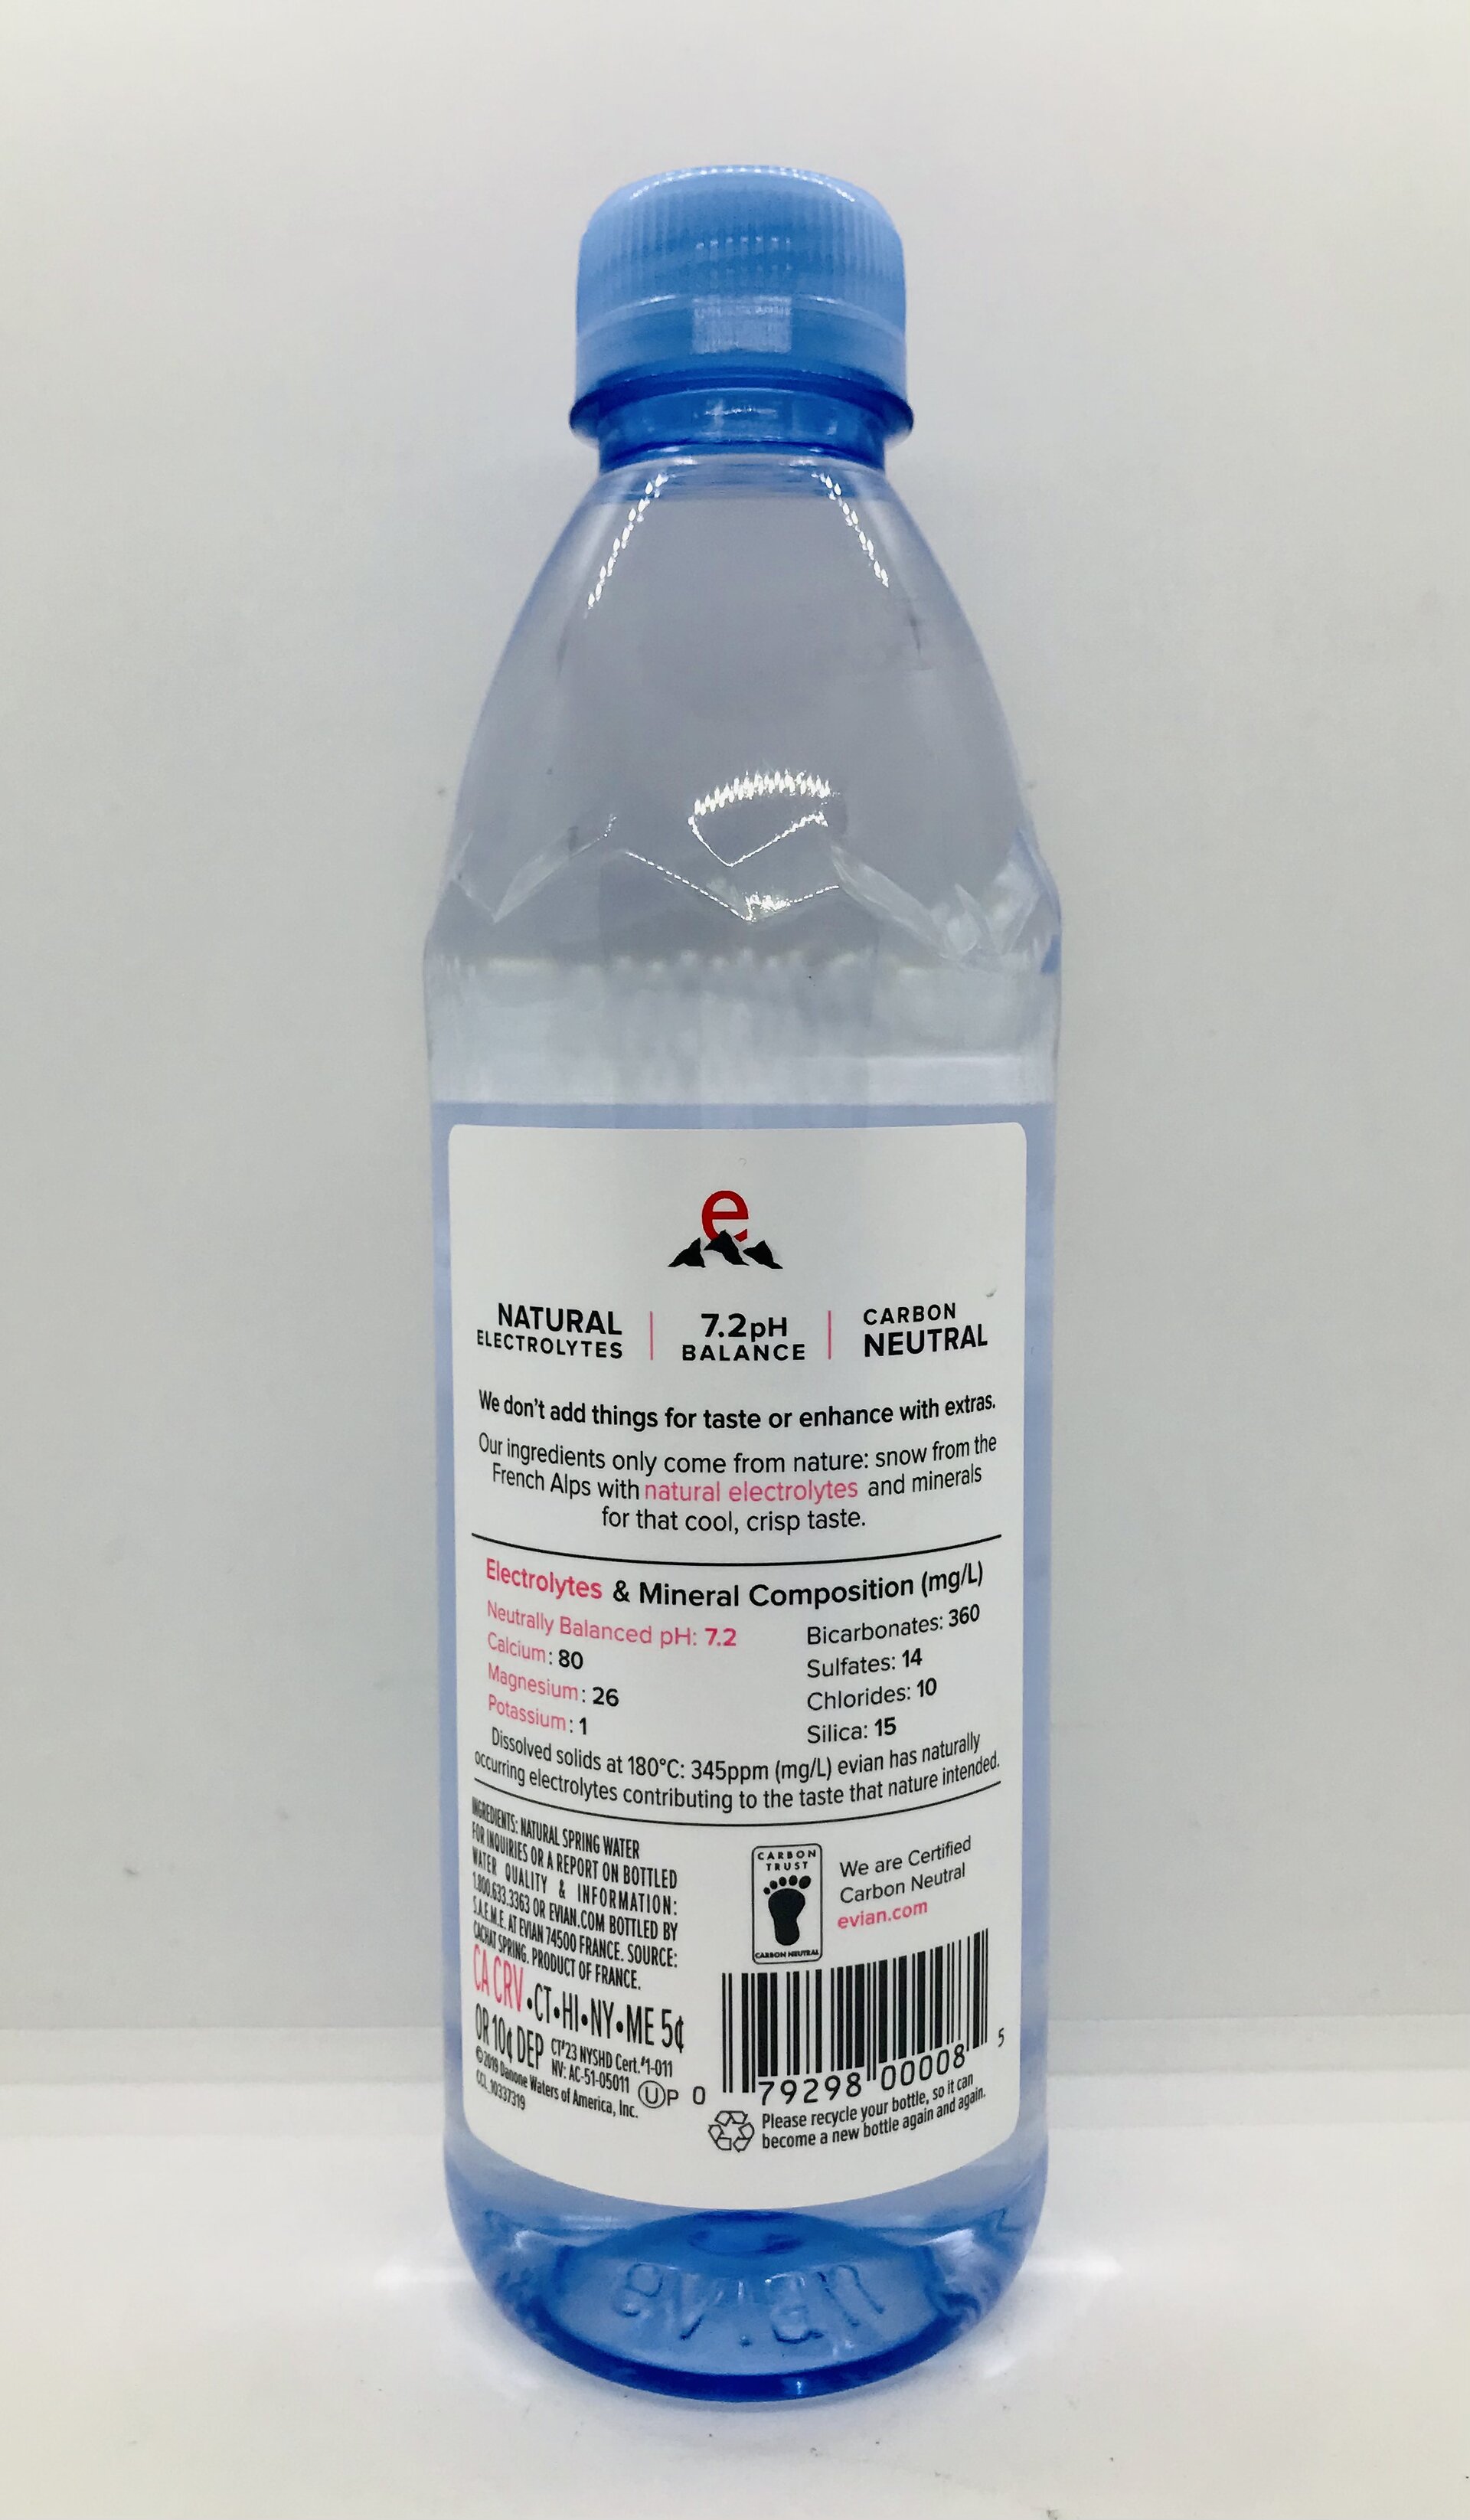 e
NATURAL
ELECTROLYTES
7.2pH
BALANCE
CARBON
NEUTRAL
We don't add things for taste or enhance with extras.
Our ingredients only come from nature: snow from the
French Alps with natural electrolytes and minerals
for that cool, crisp taste.
Electrolytes & Mineral Composition (mg/L)
Neutrally Balanced pH: 7.2
Calcium: 80
Magnesium: 26
Potassium: 1
Bicarbonates: 360
Sulfates: 14
Chlorides: 10
Silica: 15
Dissolved solids at 180°C: 345ppm (mg/L) evian has naturally
occurring electrolytes contributing to the taste that nature intended.
INGREDIENTS: NATURAL SPRING WATER
FOR INQUIRIES OR A REPORT ON BOTTLED
WATER QUALITY & INFORMATION:
1.800.633.3363 OR EVIAN.COM BOTTLED BY
S.A.E.M.E. AT EVIAN 74500 FRANCE. SOURCE:
CACHAT SPRING. PRODUCT OF FRANCE.
CA CRV•CT•HI•NY•ME 5¢
OR 10¢ DEP CT#23 NYSHD Cert.#1-011
NV: AC-51-05011
©2019 Danone Waters of America, Inc.
CCL_10337319
UP
CARBON
TRUST
CARBON NEUTRAL
We are Certified
Carbon Neutral
evian.com
0 79298 00008 5
Please recycle your bottle, so it can
become a new bottle again and again.
evian